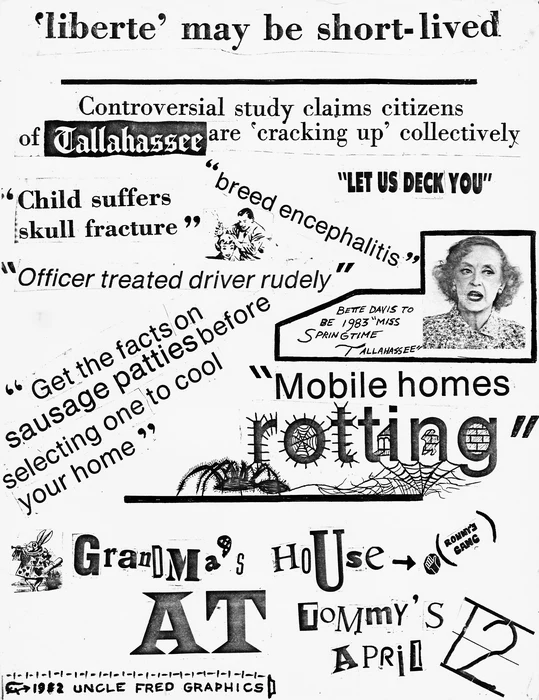 'liberte' may be short-lived
Controversial study claims citizens
of Tallahassee are 'cracking up' collectively
"Child suffers
skull fracture"
"breed encephalitis"
"LET US DECK YOU"
"Officer treated driver rudely"
BETTE DAVIS TO
BE 1983 "MISS
SPRINGTIME
TALLAHASSEE"
"Get the facts on
sausage patties before
selecting one to cool
your home"
"Mobile homes
rotting"
GranDMa's HOUse → (RONNY'S
GANG)
AT TOMMY'S
APRIL 12
→1982 UNCLE FRED GRAPHICS